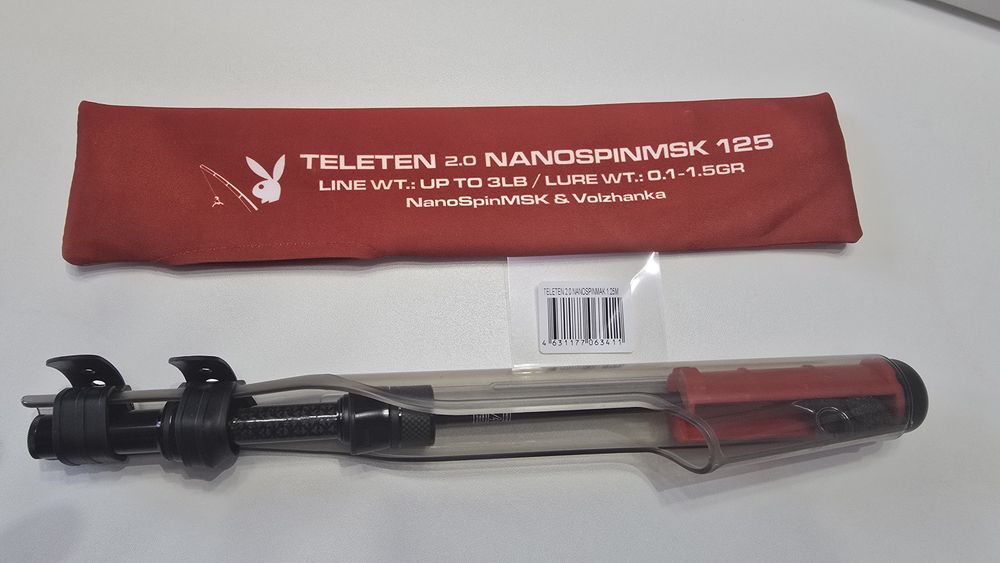 TELETEN 2.0 NANOSPINMSK 125
LINE WT.: UP TO 3LB / LURE WT.: 0.1-1.5GR
NanoSpinMSK & Volzhanka
TELETEN 2.0 NANOSPINMAK 1.25M
4 631177 063411